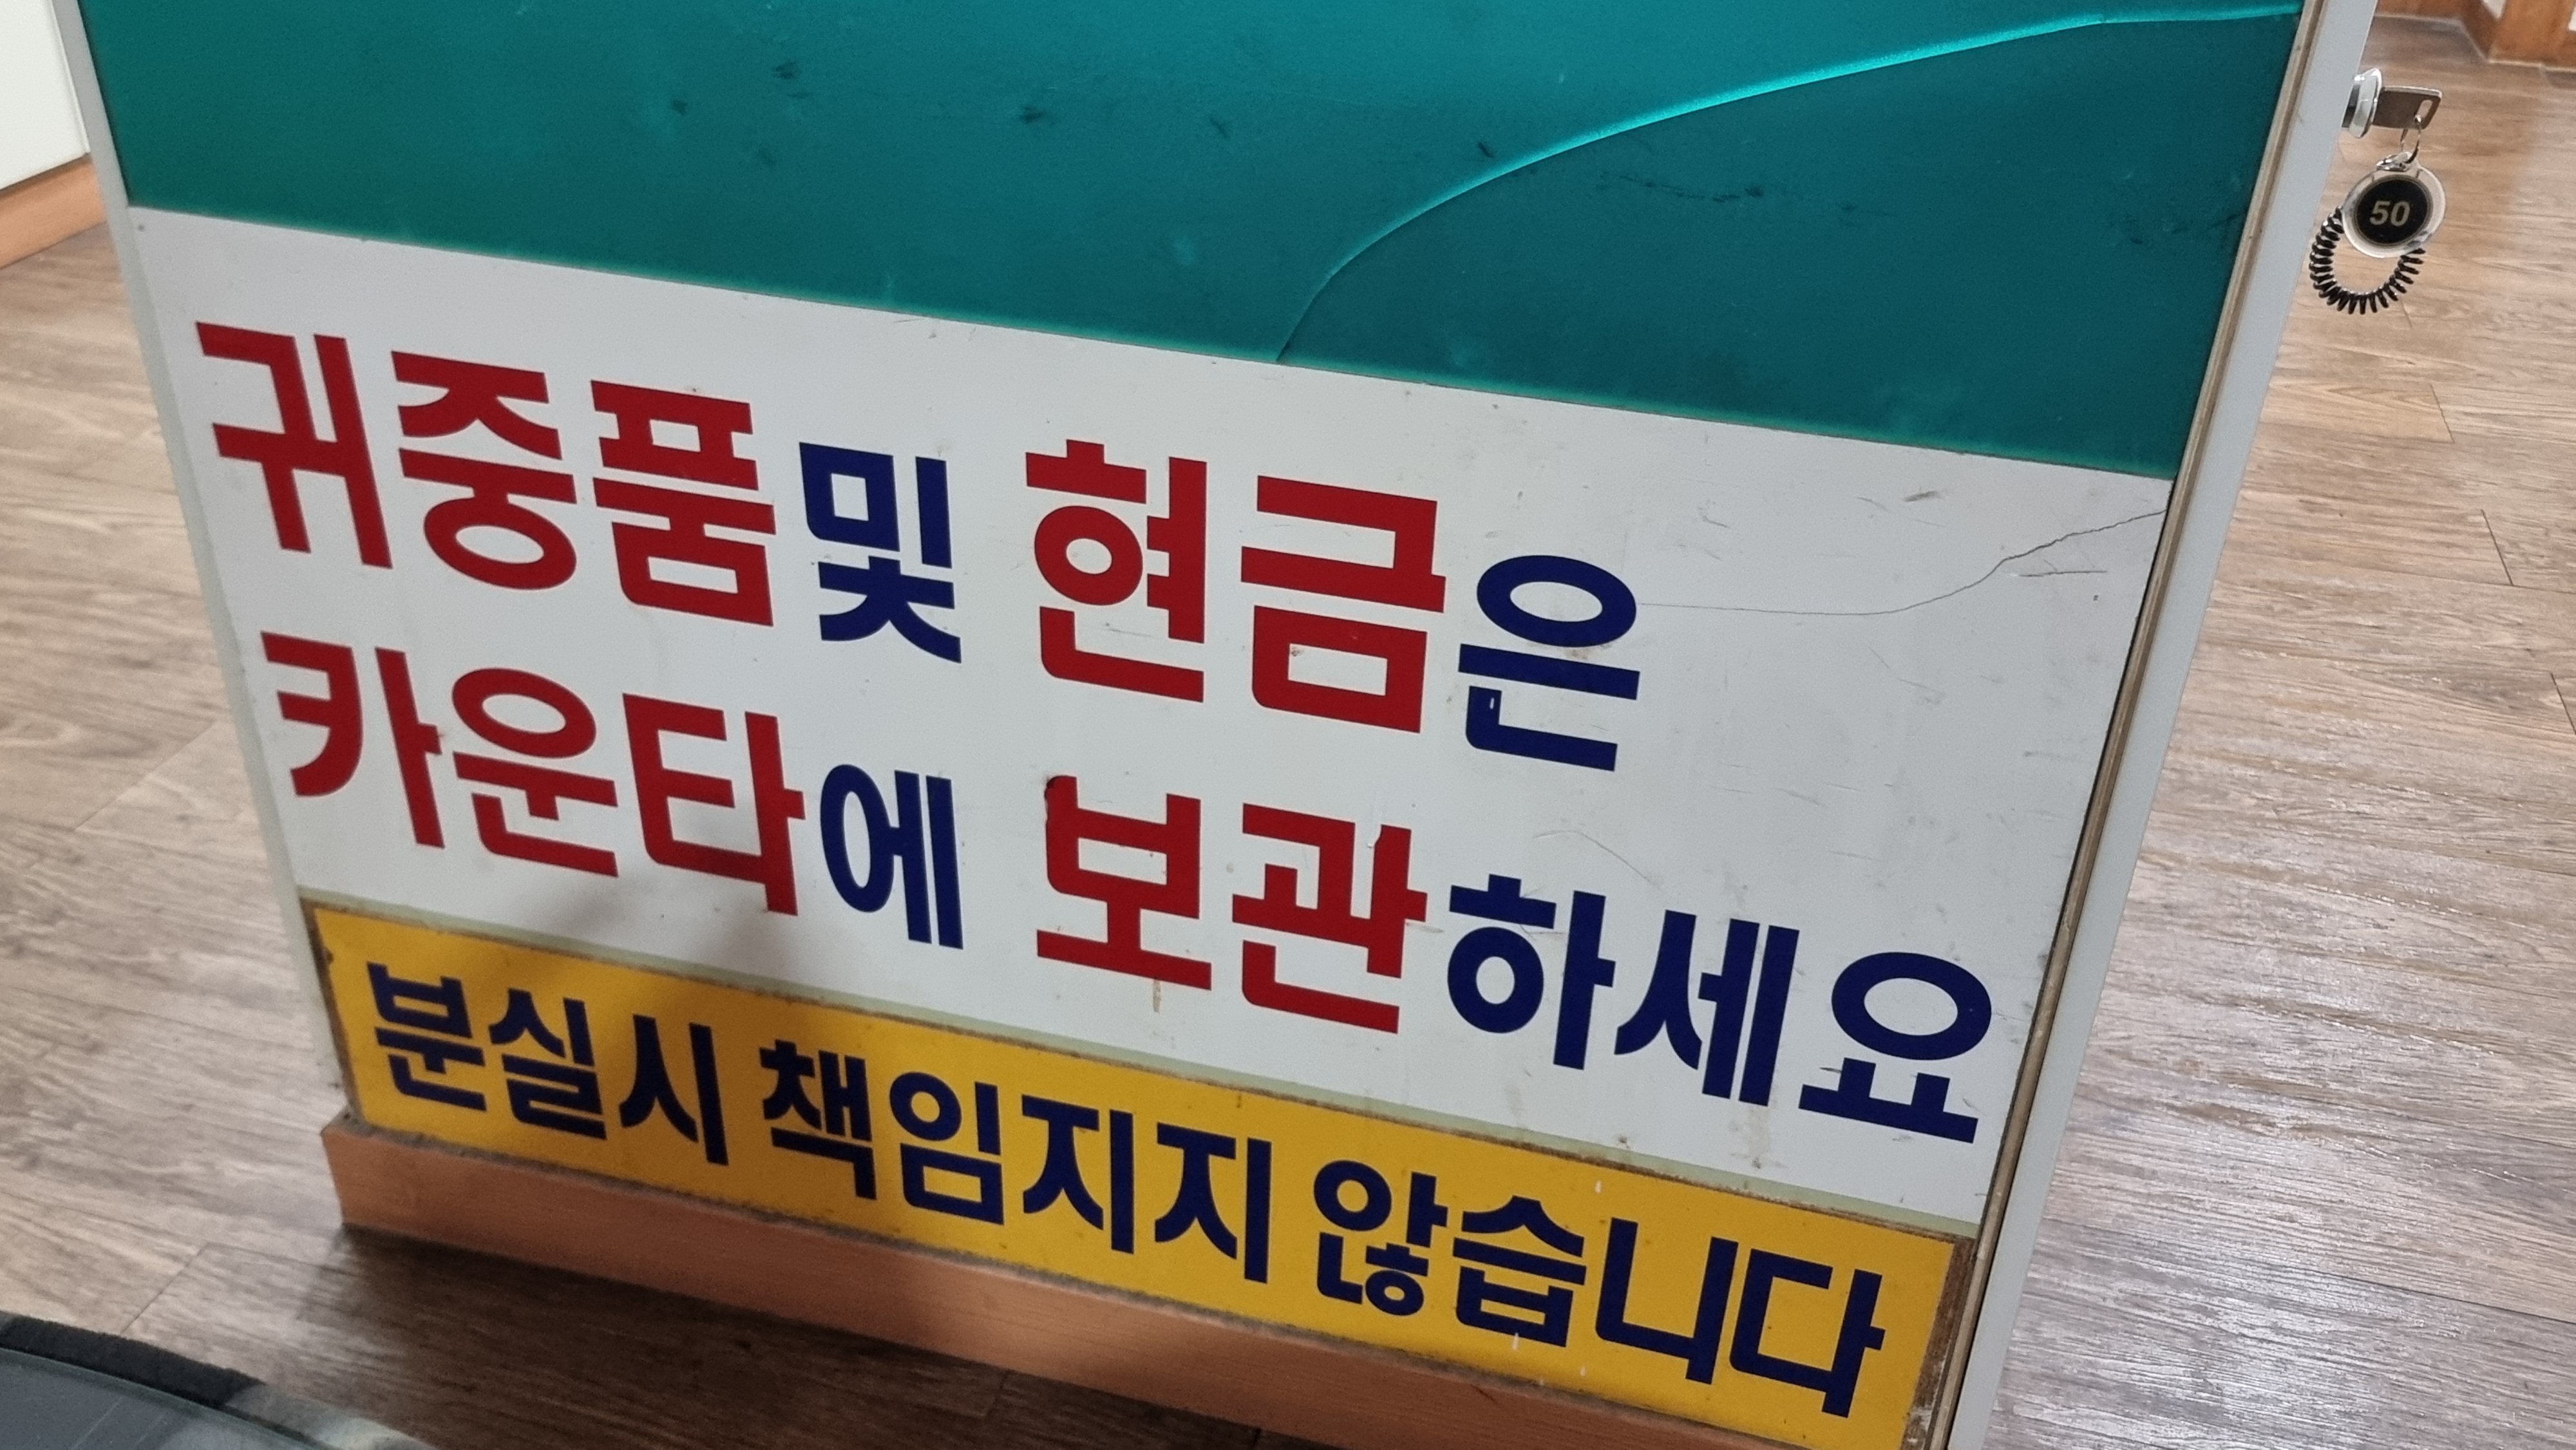 귀중품및 현금은
카운타에 보관하세요
분실시 책임지지 않습니다
50